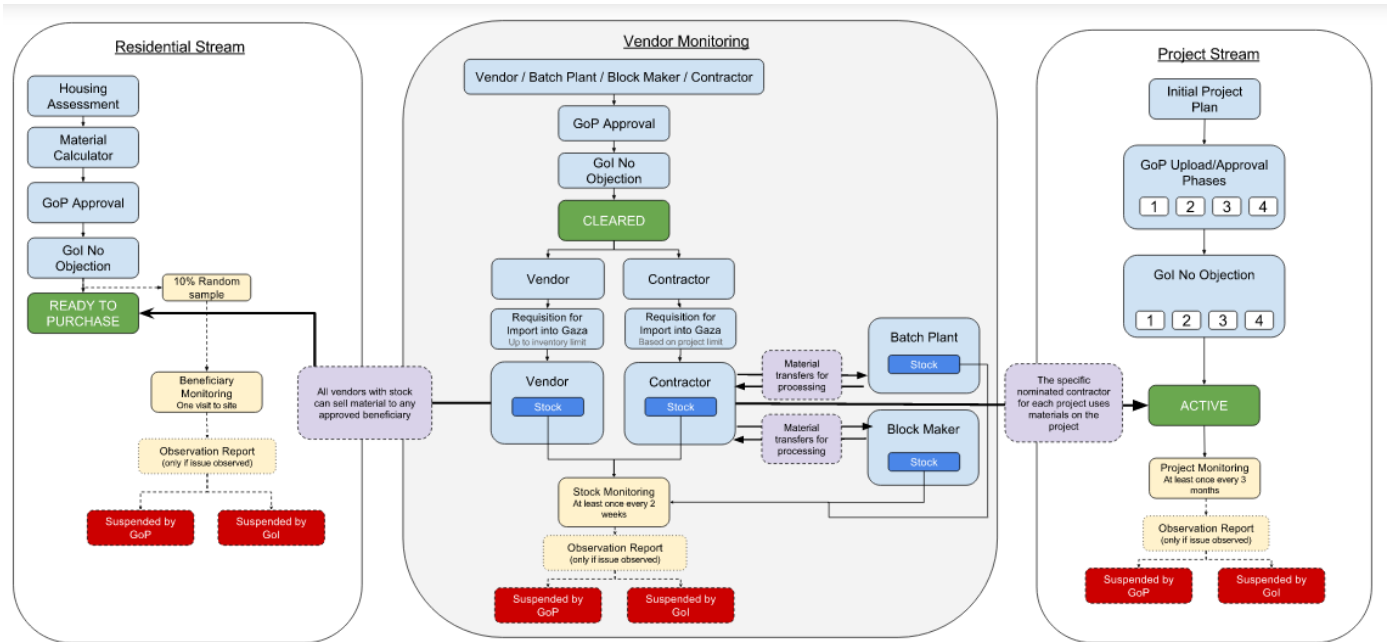 Residential Stream
Housing
Assessment
Material
Calculator
GoP Approval
GoI No
Objection
10% Random
sample
READY TO
PURCHASE
Beneficiary
Monitoring
One visit to site
Observation Report
(only if issue observed)
Suspended by
GoP
Suspended by
GoI
All vendors with stock
can sell material to any
approved beneficiary
Vendor Monitoring
Vendor / Batch Plant / Block Maker / Contractor
GoP Approval
GoI No
Objection
CLEARED
Vendor
Contractor
Requisition for
Import into Gaza
Up to inventory limit
Requisition for
Import into Gaza
Based on project limit
Vendor
Stock
Contractor
Stock
Material
transfers for
processing
Material
transfers for
processing
Batch Plant
Stock
Block Maker
Stock
Stock Monitoring
At least once every 2
weeks
Observation Report
(only if issue observed)
Suspended by
GoP
Suspended by
GoI
The specific
nominated contractor
for each project uses
materials on the
project
Project Stream
Initial Project
Plan
GoP Upload/Approval
Phases
1 2 3 4
GoI No Objection
1 2 3 4
ACTIVE
Project Monitoring
At least once every 3
months
Observation Report
(only if issue observed)
Suspended by
GoP
Suspended by
GoI